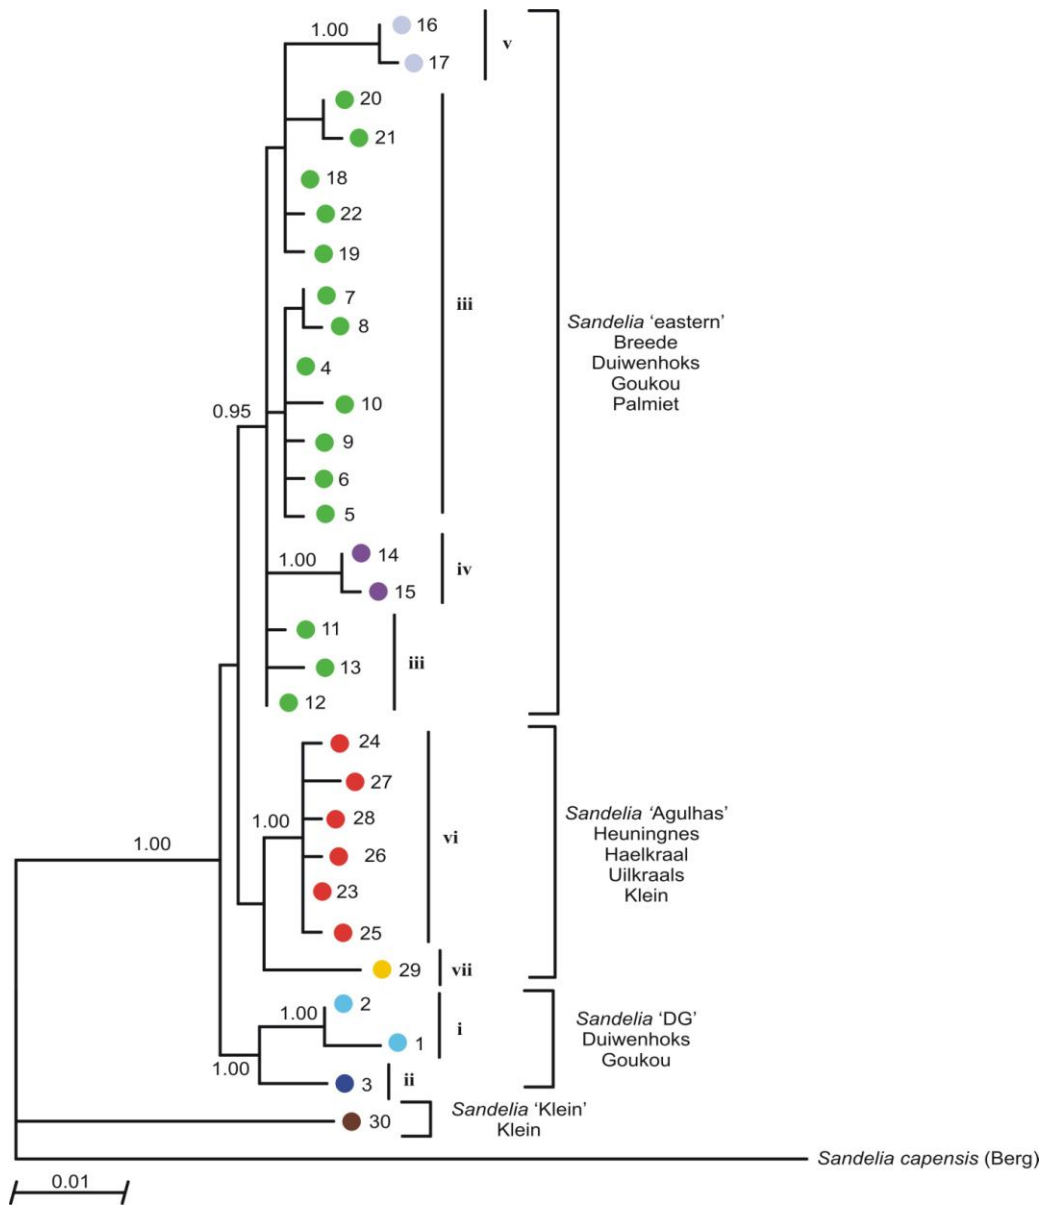 1.00
16
17
v
20
21
18
22
19
7
8
4
10
9
6
5
iii
0.95
Sandelia ‘eastern’
Breede
Duiwenhoks
Goukou
Palmiet
1.00
14
15
iv
11
13
12
iii
24
27
28
26
23
25
1.00
vi
29
vii
Sandelia ‘Agulhas’
Heuningnes
Haelkraal
Uilkraals
Klein
1.00
2
1
1.00
i
3
ii
1.00
Sandelia ‘DG’
Duiwenhoks
Goukou
30
Sandelia ‘Klein’
Klein
Sandelia capensis (Berg)
0.01